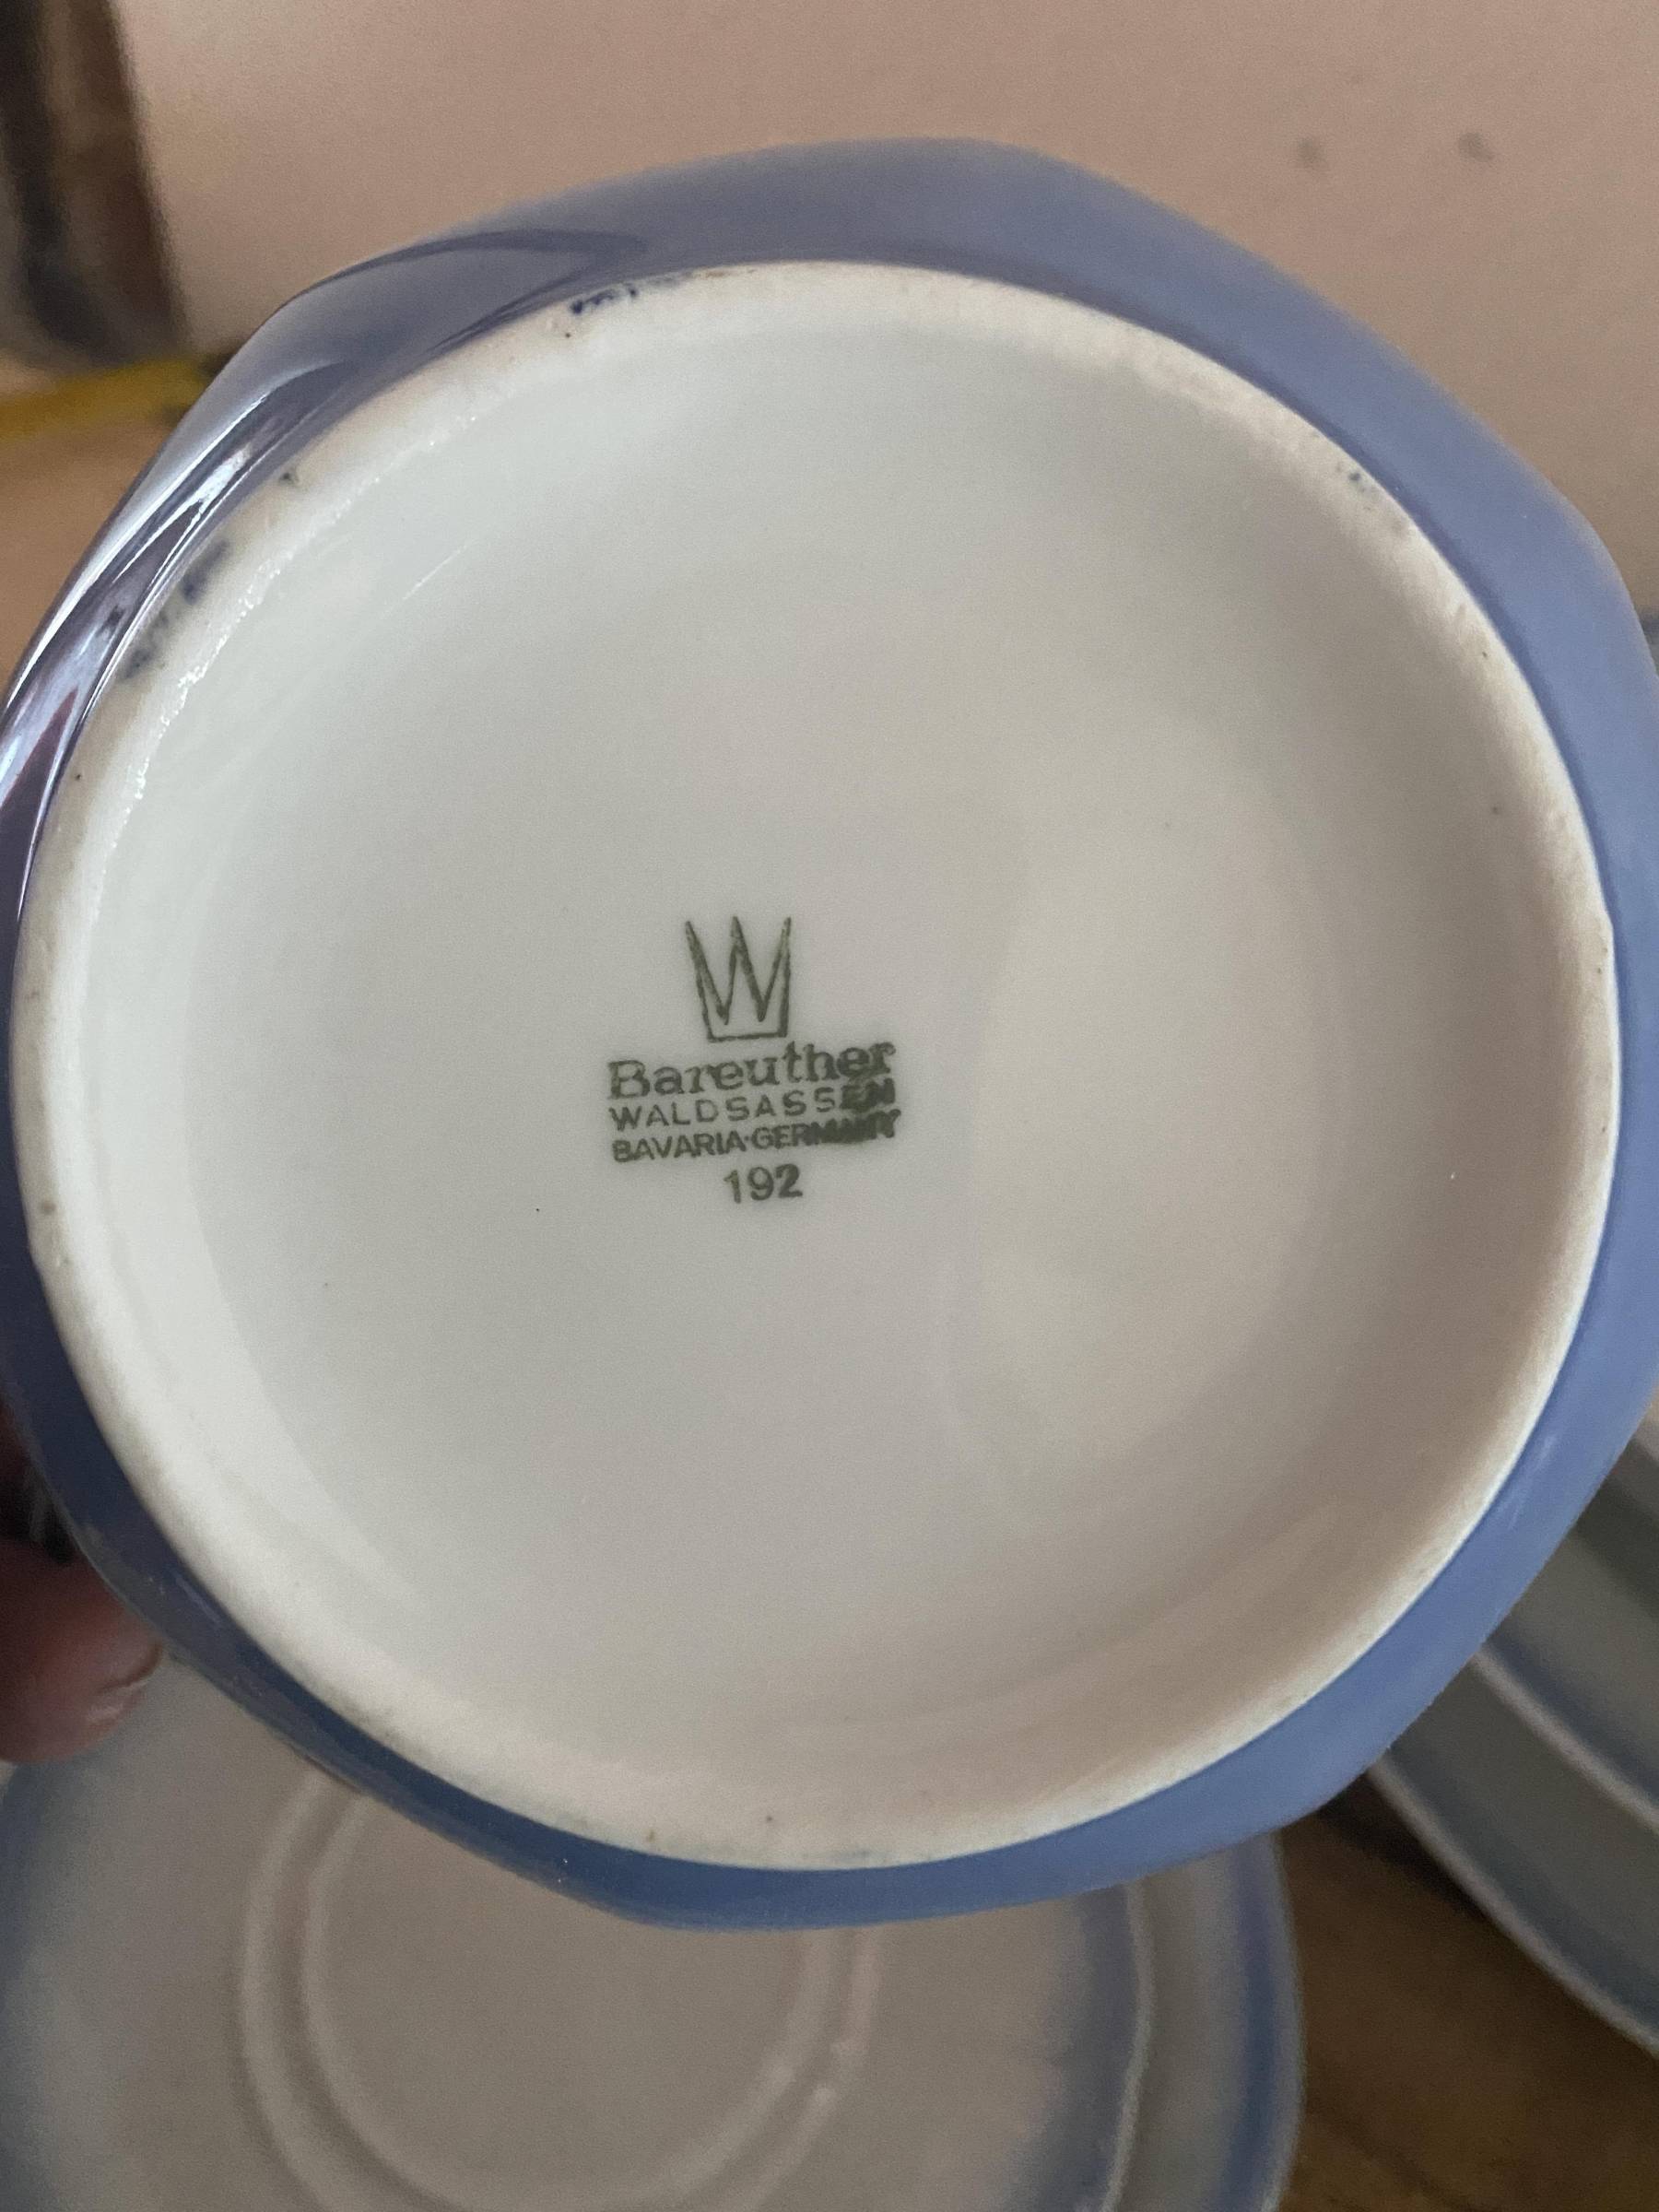 W
Bareuther
WALDSASSEN
BAVARIA·GERMANY
192